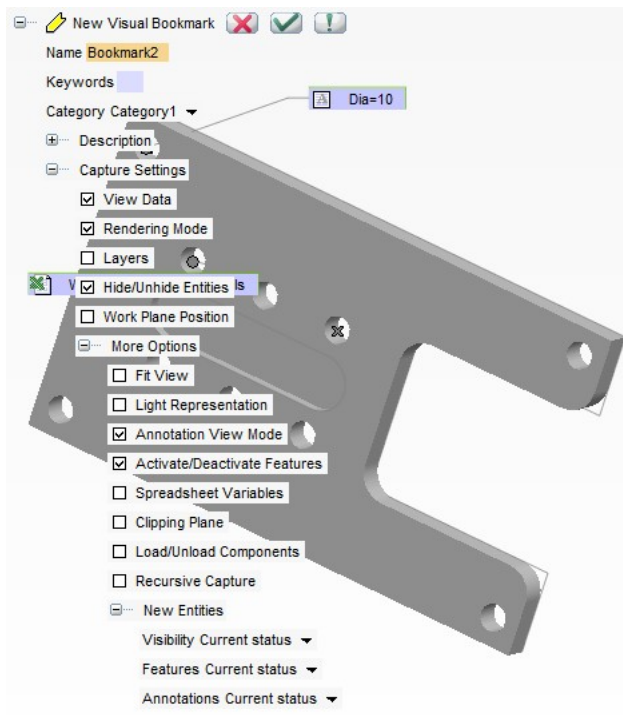 New Visual Bookmark
Name Bookmark2
Keywords
Dia=10
Category Category1
Description
Capture Settings
View Data
Rendering Mode
Layers
Hide/Unhide Entities
Work Plane Position
More Options
Fit View
Light Representation
Annotation View Mode
Activate/Deactivate Features
Spreadsheet Variables
Clipping Plane
Load/Unload Components
Recursive Capture
New Entities
Visibility Current status
Features Current status
Annotations Current status